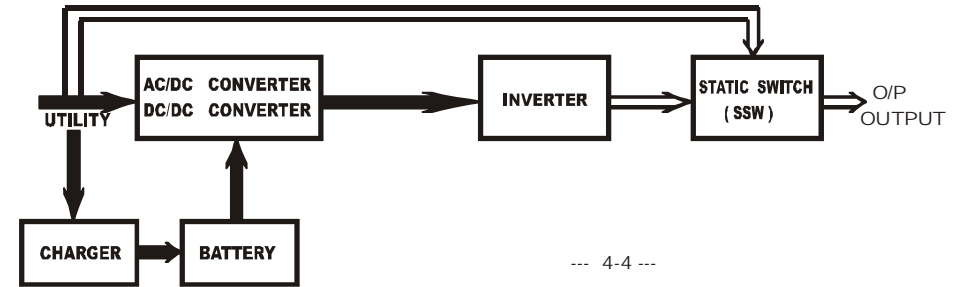 AC/DC CONVERTER
DC/DC CONVERTER
INVERTER
STATIC SWITCH
( SSW )
O/P
OUTPUT
UTILITY
CHARGER
BATTERY
--- 4-4 ---